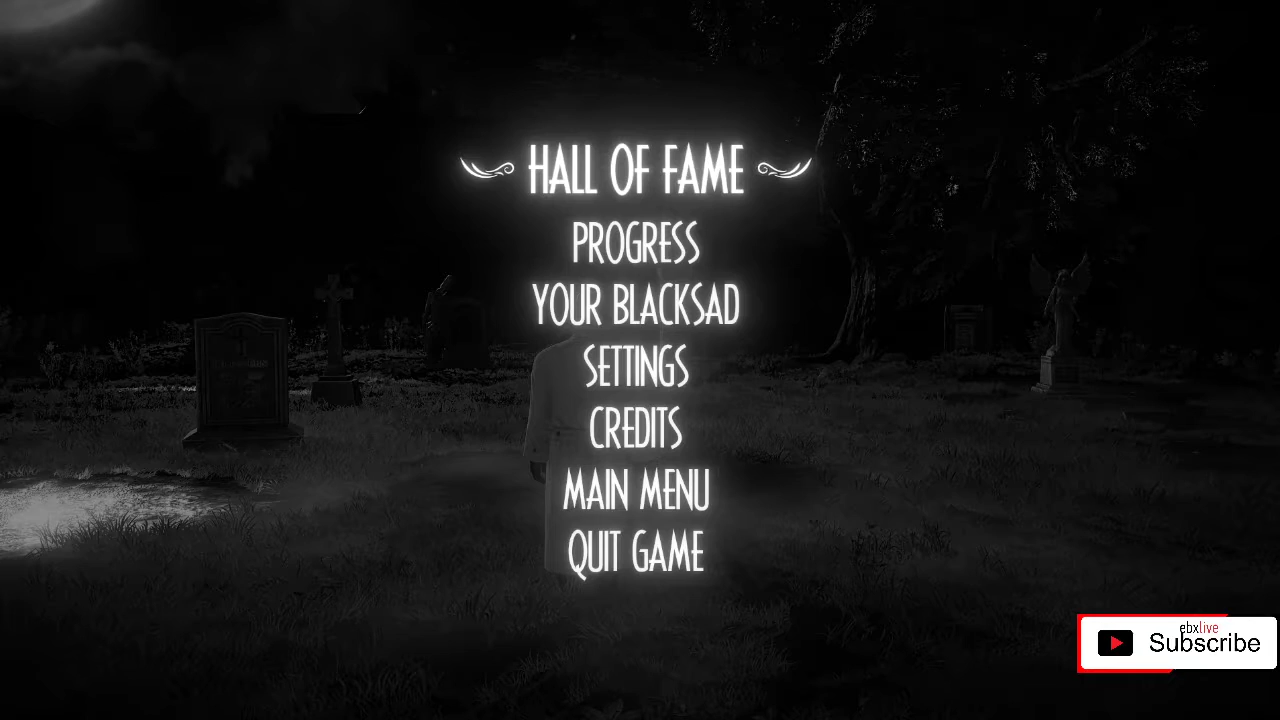 HALL OF FAME
PROGRESS
YOUR BLACKSAD
SETTINGS
CREDITS
MAIN MENU
QUIT GAME
ebxlive
Subscribe